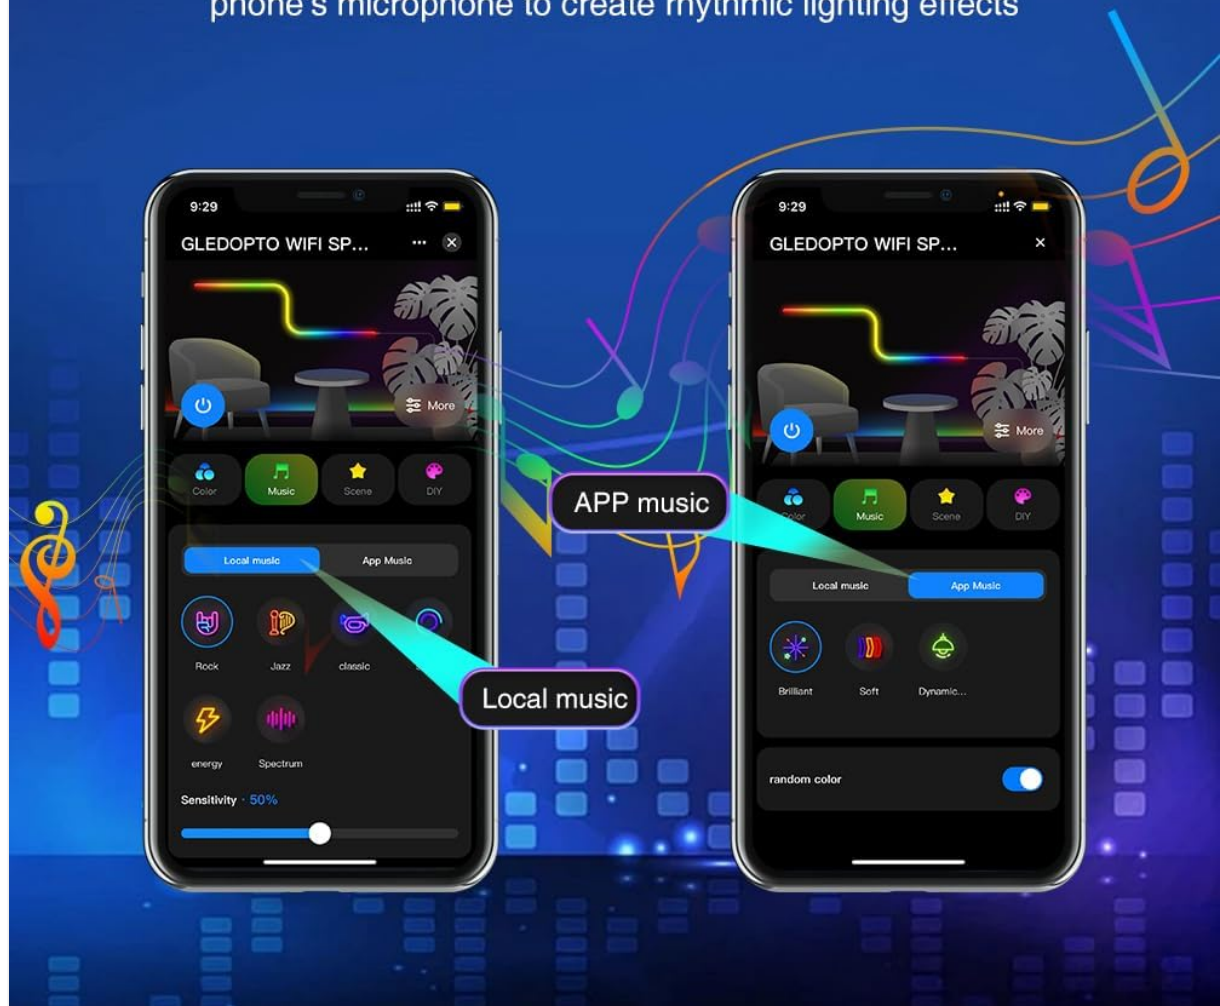 phone's microphone to create rhythmic lighting effects
9:29
GLEDOPTO WIFI SP...
More
Color
Music
Scene
DIY
Local music
App Music
Rock
Jazz
classic
energy
Spectrum
Sensitivity · 50%
Local music
APP music
9:29
GLEDOPTO WIFI SP...
More
Color
Music
Scene
DIY
Local music
App Music
Brilliant
Soft
Dynamic...
random color